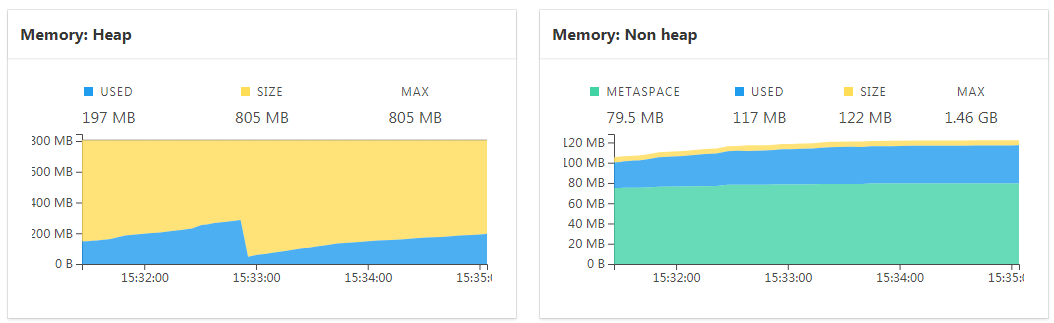 Memory: Heap
USED SIZE MAX
197 MB 805 MB 805 MB
800 MB
600 MB
400 MB
200 MB
0 B
15:32:00 15:33:00 15:34:00 15:35:0
Memory: Non heap
METASPACE USED SIZE MAX
79.5 MB 117 MB 122 MB 1.46 GB
120 MB
100 MB
80 MB
60 MB
40 MB
20 MB
0 B
15:32:00 15:33:00 15:34:00 15:35:0